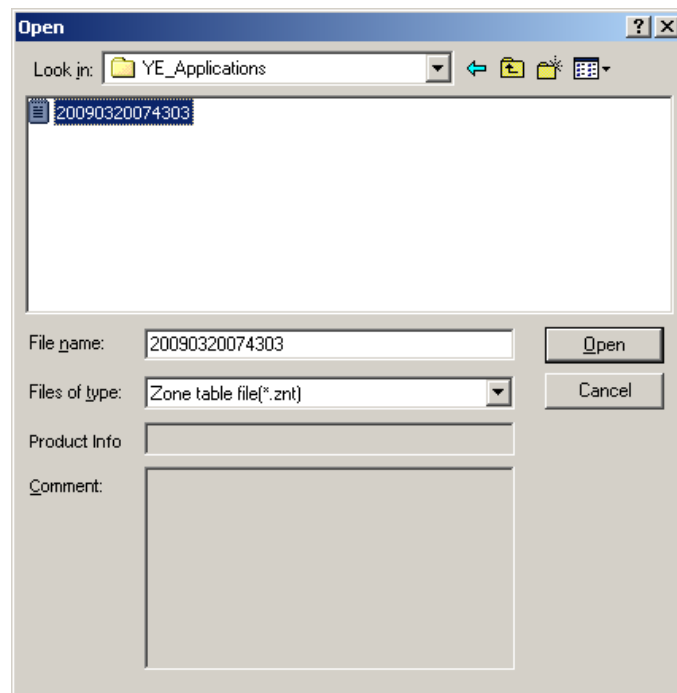 Open
Look in: YE_Applications
20090320074303
File name: 20090320074303 Open
Files of type: Zone table file(*.znt) Cancel
Product Info
Comment: